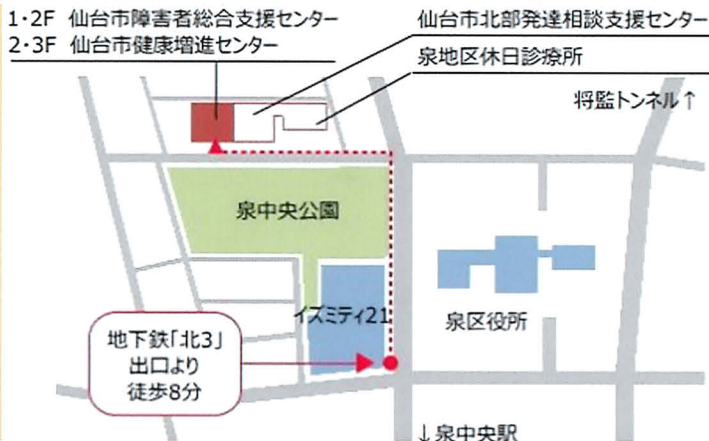 1・2F 仙台市障害者総合支援センター
2・3F 仙台市健康増進センター
仙台市北部発達相談支援センター
泉地区休日診療所
将監トンネル↑
泉中央公園
イズミティ21
泉区役所
地下鉄「北3」
出口より
徒歩8分
↓泉中央駅